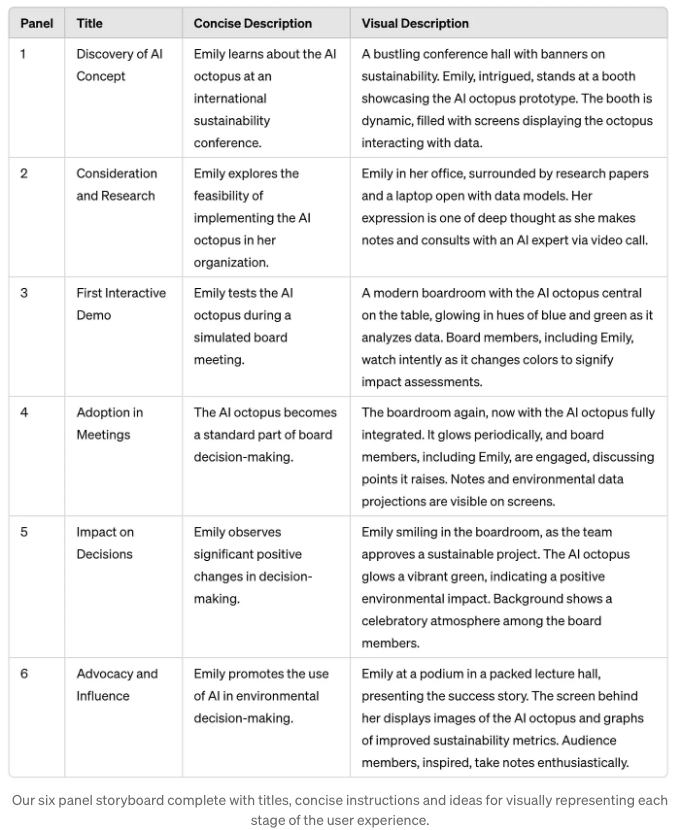 Panel Title Concise Description Visual Description
1
Discovery of AI
Concept
Emily learns about the AI
octopus at an
international
sustainability
conference.
A bustling conference hall with banners on
sustainability. Emily, intrigued, stands at a booth
showcasing the AI octopus prototype. The booth is
dynamic, filled with screens displaying the octopus
interacting with data.
2
Consideration
and Research
Emily explores the
feasibility of
implementing the AI
octopus in her
organization.
Emily in her office, surrounded by research papers
and a laptop open with data models. Her
expression is one of deep thought as she makes
notes and consults with an AI expert via video call.
3
First Interactive
Demo
Emily tests the AI
octopus during a
simulated board
meeting.
A modern boardroom with the AI octopus central
on the table, glowing in hues of blue and green as it
analyzes data. Board members, including Emily,
watch intently as it changes colors to signify
impact assessments.
4
Adoption in
Meetings
The AI octopus becomes
a standard part of board
decision-making.
The boardroom again, now with the AI octopus fully
integrated. It glows periodically, and board
members, including Emily, are engaged, discussing
points it raises. Notes and environmental data
projections are visible on screens.
5
Impact on
Decisions
Emily observes
significant positive
changes in decision-
making.
Emily smiling in the boardroom, as the team
approves a sustainable project. The AI octopus
glows a vibrant green, indicating a positive
environmental impact. Background shows a
celebratory atmosphere among the board
members.
6
Advocacy and
Influence
Emily promotes the use
of AI in environmental
decision-making.
Emily at a podium in a packed lecture hall,
presenting the success story. The screen behind
her displays images of the AI octopus and graphs
of improved sustainability metrics. Audience
members, inspired, take notes enthusiastically.
Our six panel storyboard complete with titles, concise instructions and ideas for visually representing each
stage of the user experience.